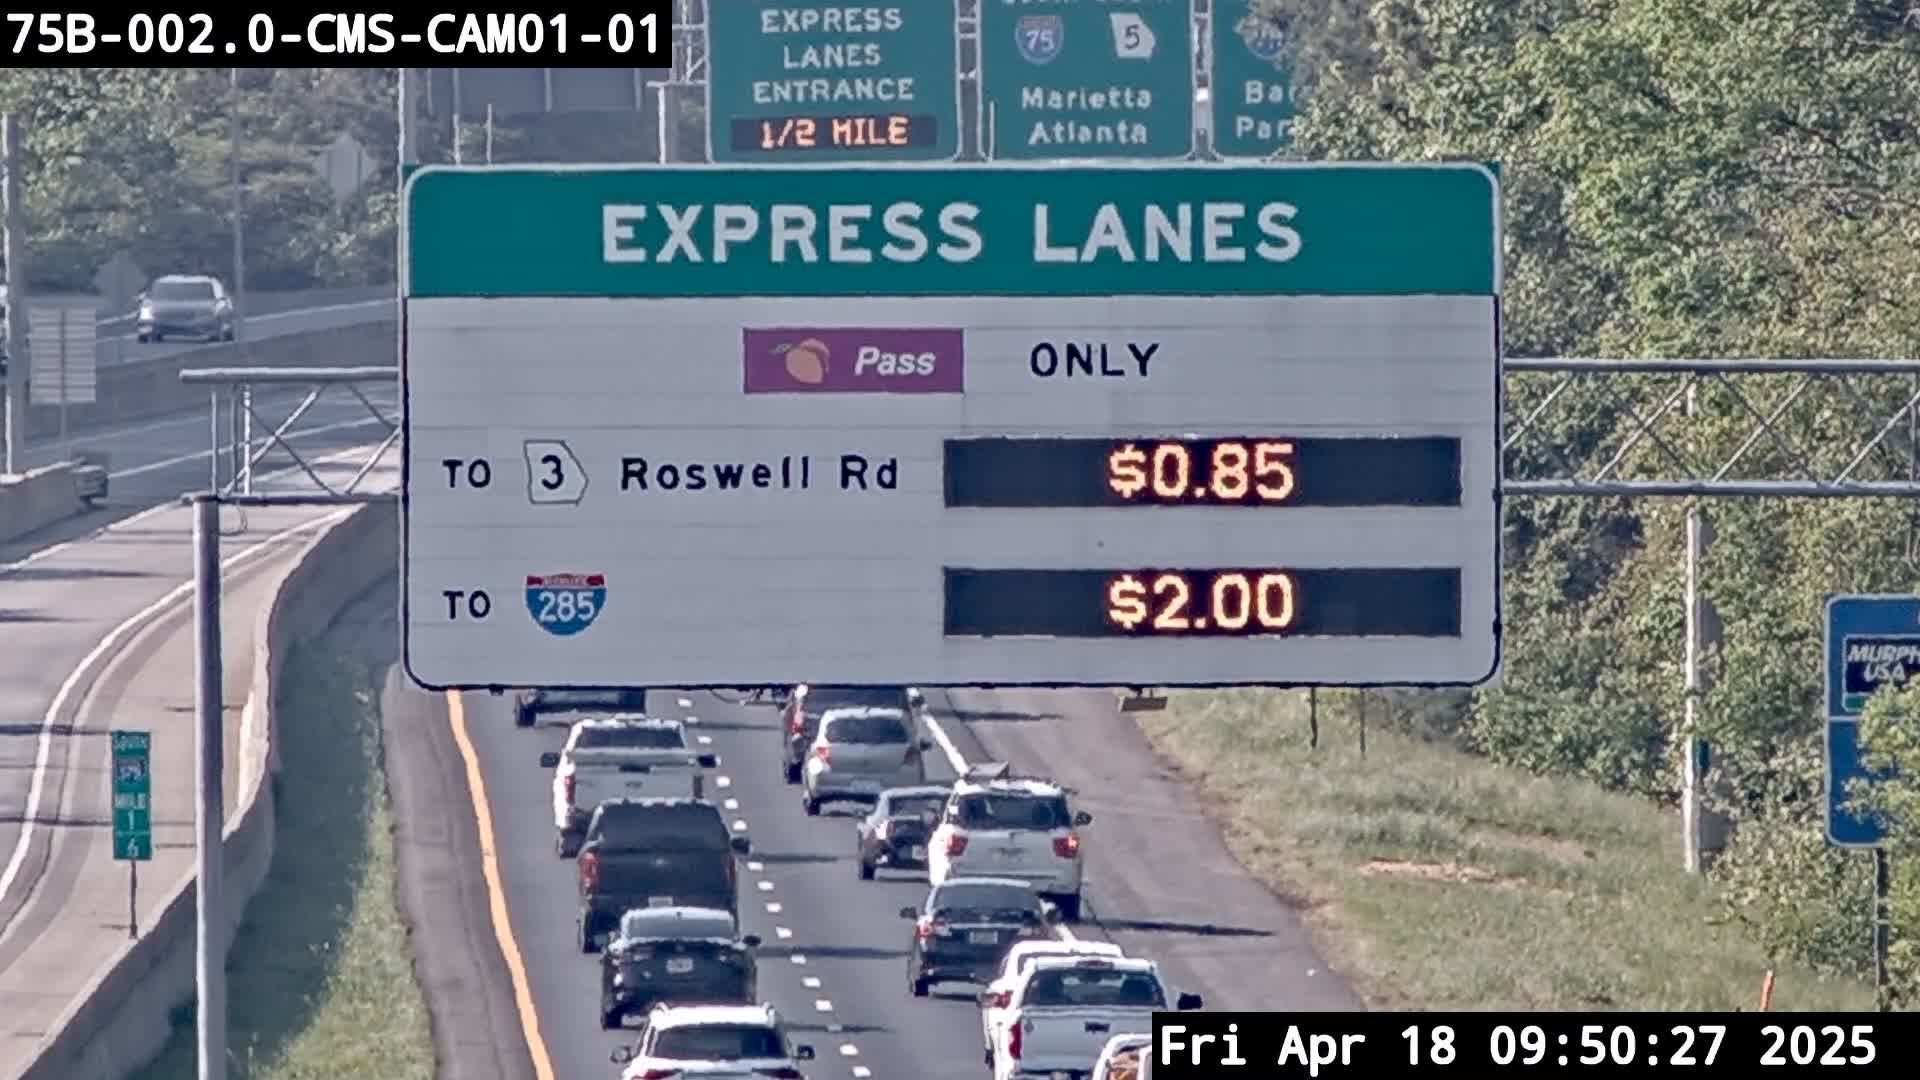 75B-002.0-CMS-CAM01-01
EXPRESS
LANES
ENTRANCE
1/2 MILE
75 5
Marietta
Atlanta
EXPRESS LANES
Pass ONLY
TO 3 Roswell Rd $0.85
TO 285 $2.00
MURPH
USA
MILE
1
6
Fri Apr 18 09:50:27 2025